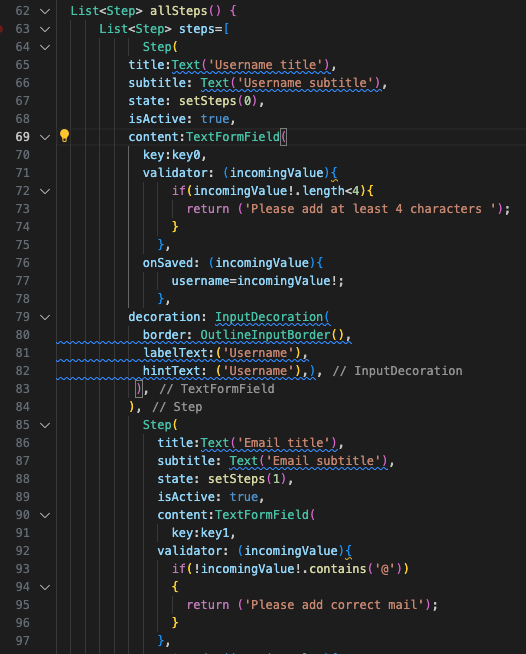 62 List<Step> allSteps() {
63 List<Step> steps=[
64 Step(
65 title:Text('Username title'),
66 subtitle: Text('Username subtitle'),
67 state: setSteps(0),
68 isActive: true,
69 content:TextFormField(
70 key:key0,
71 validator: (incomingValue){
72 if(incomingValue!.length<4){
73 return ('Please add at least 4 characters ');
74 }
75 },
76 onSaved: (incomingValue){
77 username=incomingValue!;
78 },
79 decoration: InputDecoration(
80 border: OutlineInputBorder(),
81 labelText:('Username'),
82 hintText: ('Username'),), // InputDecoration
83 ), // TextFormField
84 ), // Step
85 Step(
86 title:Text('Email title'),
87 subtitle: Text('Email subtitle'),
88 state: setSteps(1),
89 isActive: true,
90 content:TextFormField(
91 key:key1,
92 validator: (incomingValue){
93 if(!incomingValue!.contains('@'))
94 {
95 return ('Please add correct mail');
96 }
97 },